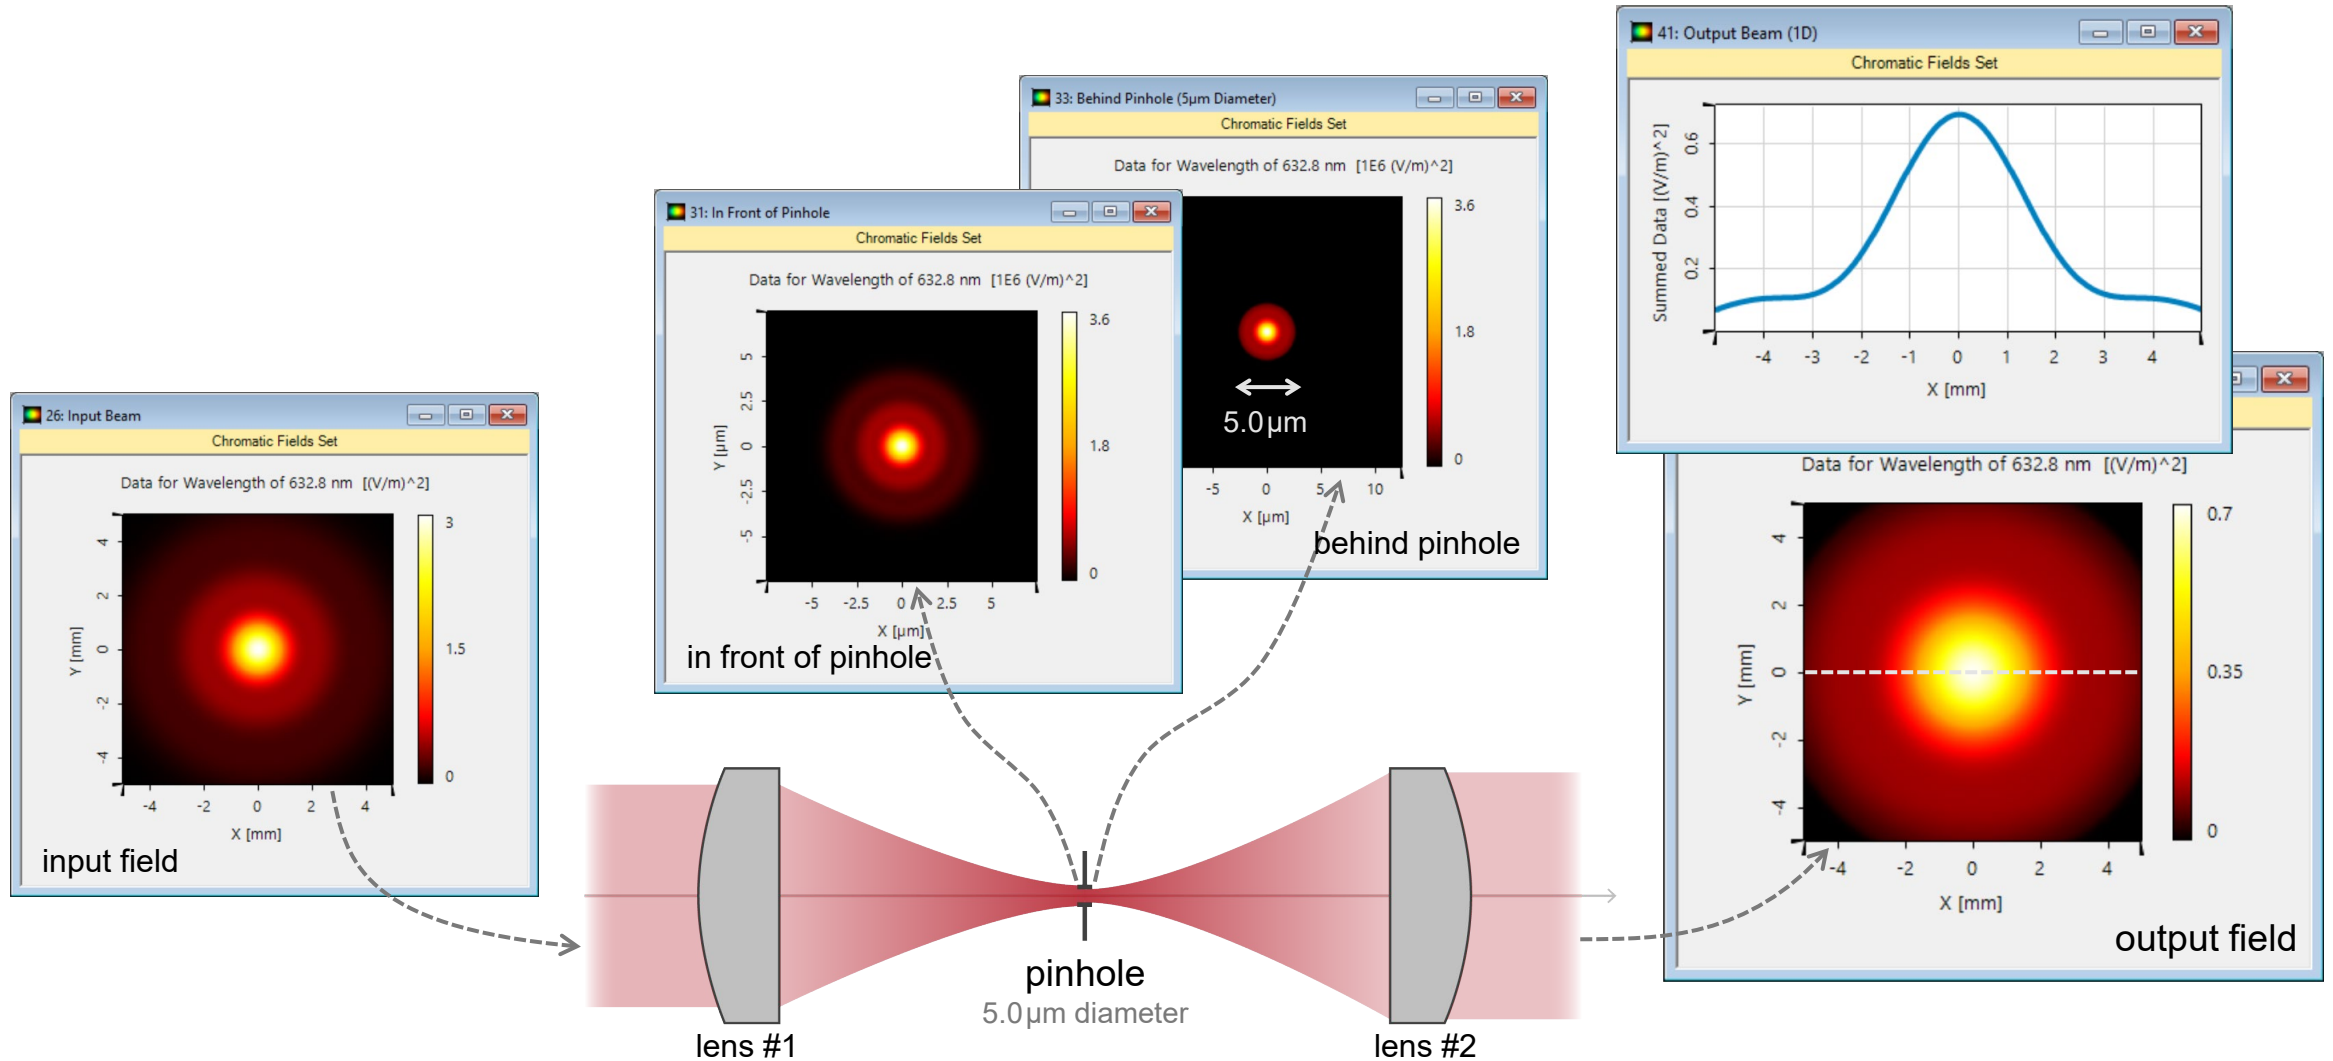 41: Output Beam (1D)
Chromatic Fields Set
Summed Data [(V/m)^2]
0.6
0.4
0.2
-4 -3 -2 -1 0 1 2 3 4
X [mm]
33: Behind Pinhole (5µm Diameter)
Chromatic Fields Set
Data for Wavelength of 632.8 nm [1E6 (V/m)^2]
3.6
1.8
0
5.0µm
-5 0 5 10
X [µm]
behind pinhole
31: In Front of Pinhole
Chromatic Fields Set
Data for Wavelength of 632.8 nm [1E6 (V/m)^2]
3.6
1.8
0
Y [µm]
5
2.5
0
-2.5
-5
-5 -2.5 0 2.5 5
X [µm]
in front of pinhole
26: Input Beam
Chromatic Fields Set
Data for Wavelength of 632.8 nm [(V/m)^2]
3
1.5
0
Y [mm]
4
2
0
-2
-4
-4 -2 0 2 4
X [mm]
input field
Data for Wavelength of 632.8 nm [(V/m)^2]
0.7
0.35
0
Y [mm]
4
2
0
-2
-4
-4 -2 0 2 4
X [mm]
output field
pinhole
5.0µm diameter
lens #1
lens #2